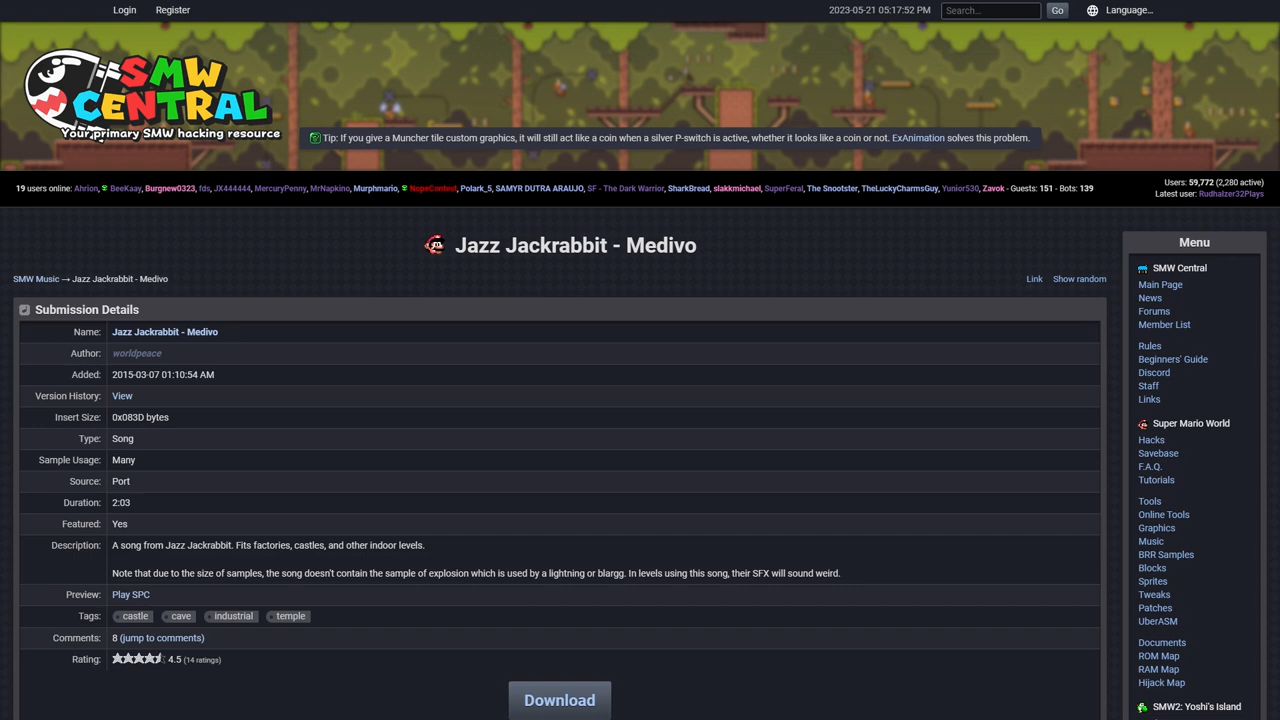 Login
Register
2023-05-21 05:17:52 PM
Search...
Go
Language...
SMW
CENTRAL
Your primary SMW hacking resource
Tip: If you give a Muncher tile custom graphics, it will still act like a coin when a silver P-switch is active, whether it looks like a coin or not. ExAnimation solves this problem.
19 users online: Ahrion, BeeKaay, Burgnew0323, fds, JX444444, MercuryPenny, MrNapkino, Murphmario, NopeContest, Polark_5, SAMYR DUTRA ARAUJO, SF - The Dark Warrior, SharkBread, slakkmichael, SuperFeral, The Snootster, TheLuckyCharmsGuy, Yunior530, Zavok - Guests: 151 - Bots: 139
Users: 59,772 (2,280 active)
Latest user: Rudhalzer32Plays
Jazz Jackrabbit - Medivo
SMW Music → Jazz Jackrabbit - Medivo
Link
Show random
Submission Details
Name: Jazz Jackrabbit - Medivo
Author: worldpeace
Added: 2015-03-07 01:10:54 AM
Version History: View
Insert Size: 0x083D bytes
Type: Song
Sample Usage: Many
Source: Port
Duration: 2:03
Featured: Yes
Description: A song from Jazz Jackrabbit. Fits factories, castles, and other indoor levels.
Note that due to the size of samples, the song doesn't contain the sample of explosion which is used by a lightning or blargg. In levels using this song, their SFX will sound weird.
Preview: Play SPC
Tags: castle cave industrial temple
Comments: 8 (jump to comments)
Rating: 4.5 (14 ratings)
Download
Menu
SMW Central
Main Page
News
Forums
Member List
Rules
Beginners' Guide
Discord
Staff
Links
Super Mario World
Hacks
Savebase
F.A.Q.
Tutorials
Tools
Online Tools
Graphics
Music
BRR Samples
Blocks
Sprites
Tweaks
Patches
UberASM
Documents
ROM Map
RAM Map
Hijack Map
SMW2: Yoshi's Island